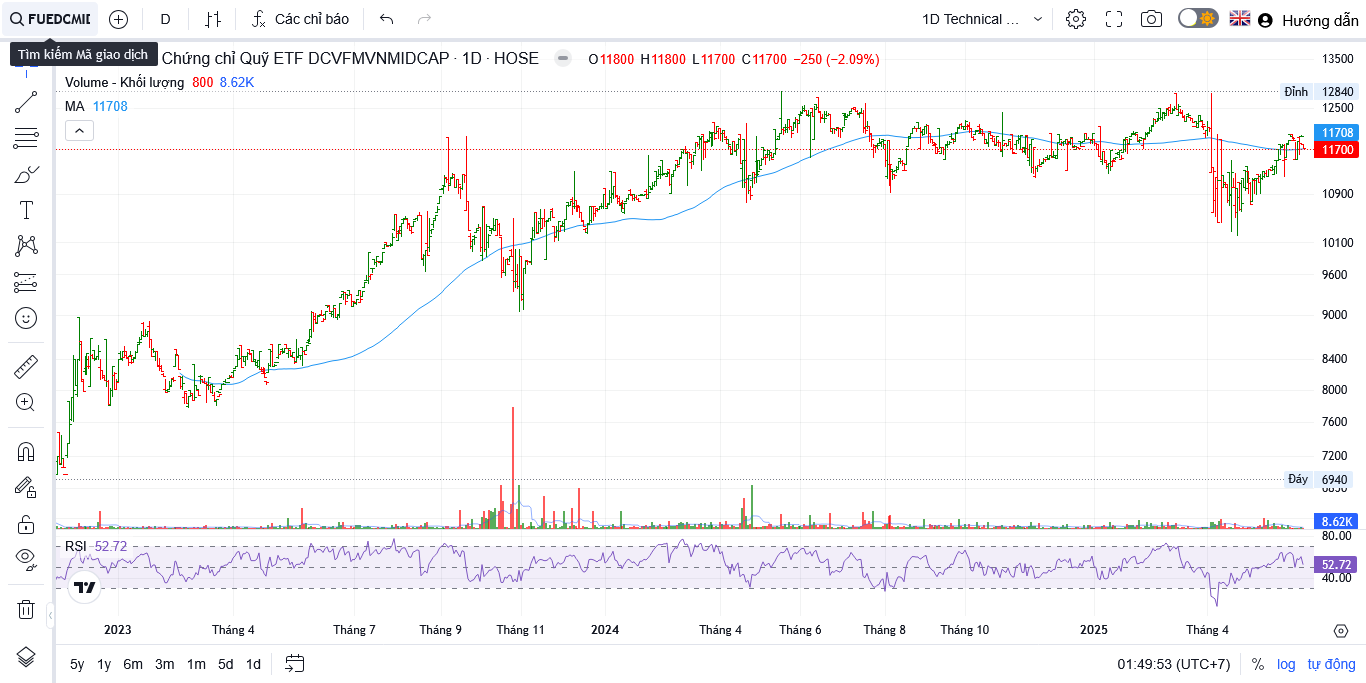 FUEDCMID
D
Các chỉ báo
1D Technical ...
Hướng dẫn
Tìm kiếm Mã giao dịch
Chứng chỉ Quỹ ETF DCVFMVNMIDCAP · 1D · HOSE
O11800 H11800 L11700 C11700 −250 (−2.09%)
Volume - Khối lượng 800 8.62K
MA 11708
13500
Đỉnh 12840
12500
11708
11700
10900
10100
9600
9000
8400
8000
7600
7200
Đáy 6940
8.62K
RSI 52.72
80.00
52.72
40.00
2023 Tháng 4 Tháng 7 Tháng 9 Tháng 11 2024 Tháng 4 Tháng 6 Tháng 8 Tháng 10 2025 Tháng 4
5y 1y 6m 3m 1m 5d 1d
01:49:53 (UTC+7) % log tự động